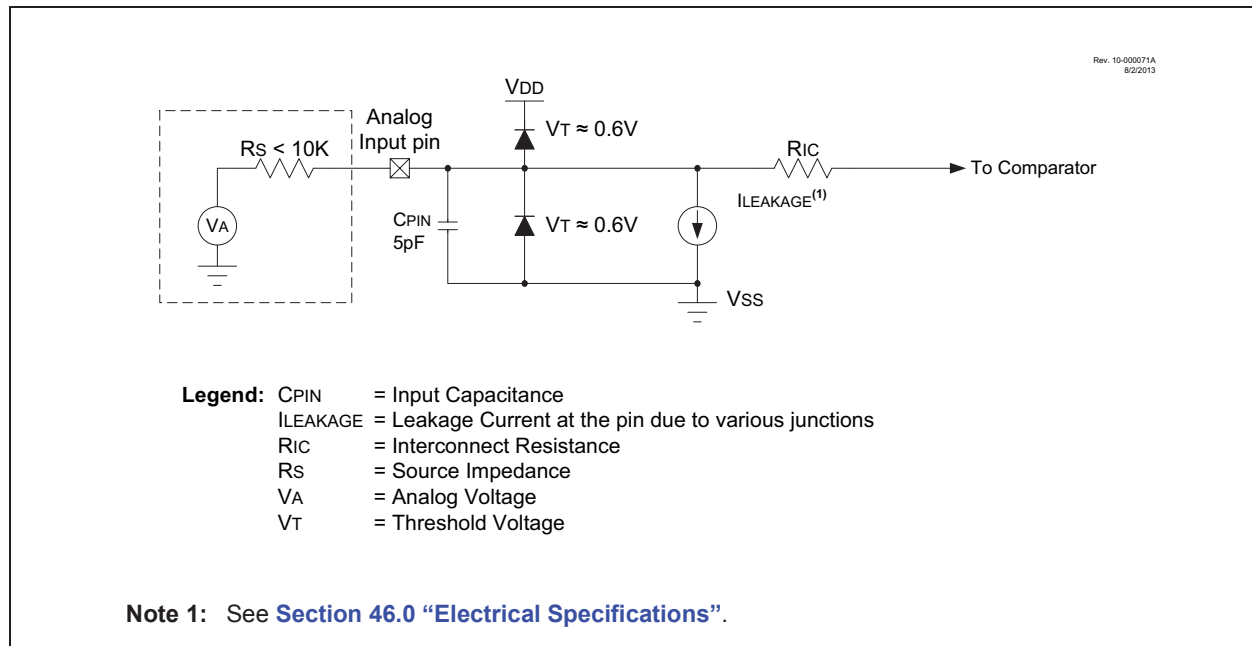 Rev. 10-000071A
8/2/2013
VDD
Analog
Input pin
VT ≈ 0.6V
RS < 10K
RIC
To Comparator
ILEAKAGE(1)
VA
CPIN
5pF
VT ≈ 0.6V
VSS
Legend: CPIN = Input Capacitance
ILEAKAGE = Leakage Current at the pin due to various junctions
RIC = Interconnect Resistance
RS = Source Impedance
VA = Analog Voltage
VT = Threshold Voltage
Note 1: See Section 46.0 “Electrical Specifications”.